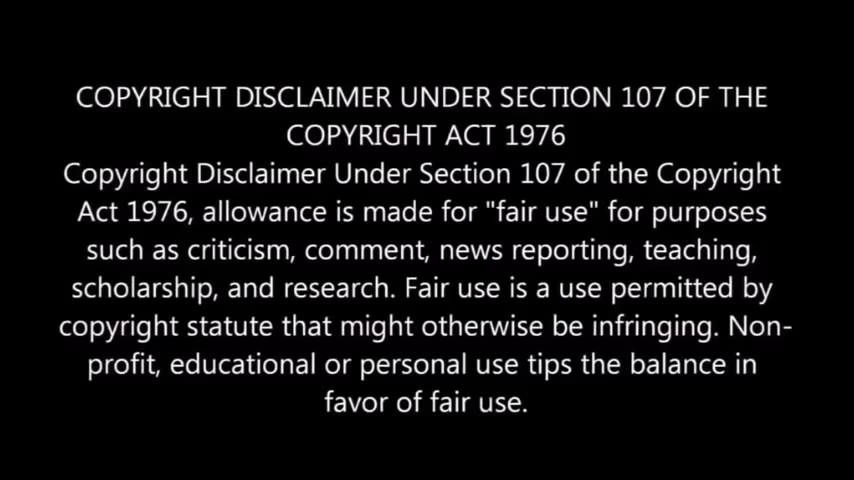 COPYRIGHT DISCLAIMER UNDER SECTION 107 OF THE
COPYRIGHT ACT 1976
Copyright Disclaimer Under Section 107 of the Copyright
Act 1976, allowance is made for "fair use" for purposes
such as criticism, comment, news reporting, teaching,
scholarship, and research. Fair use is a use permitted by
copyright statute that might otherwise be infringing. Non-
profit, educational or personal use tips the balance in
favor of fair use.